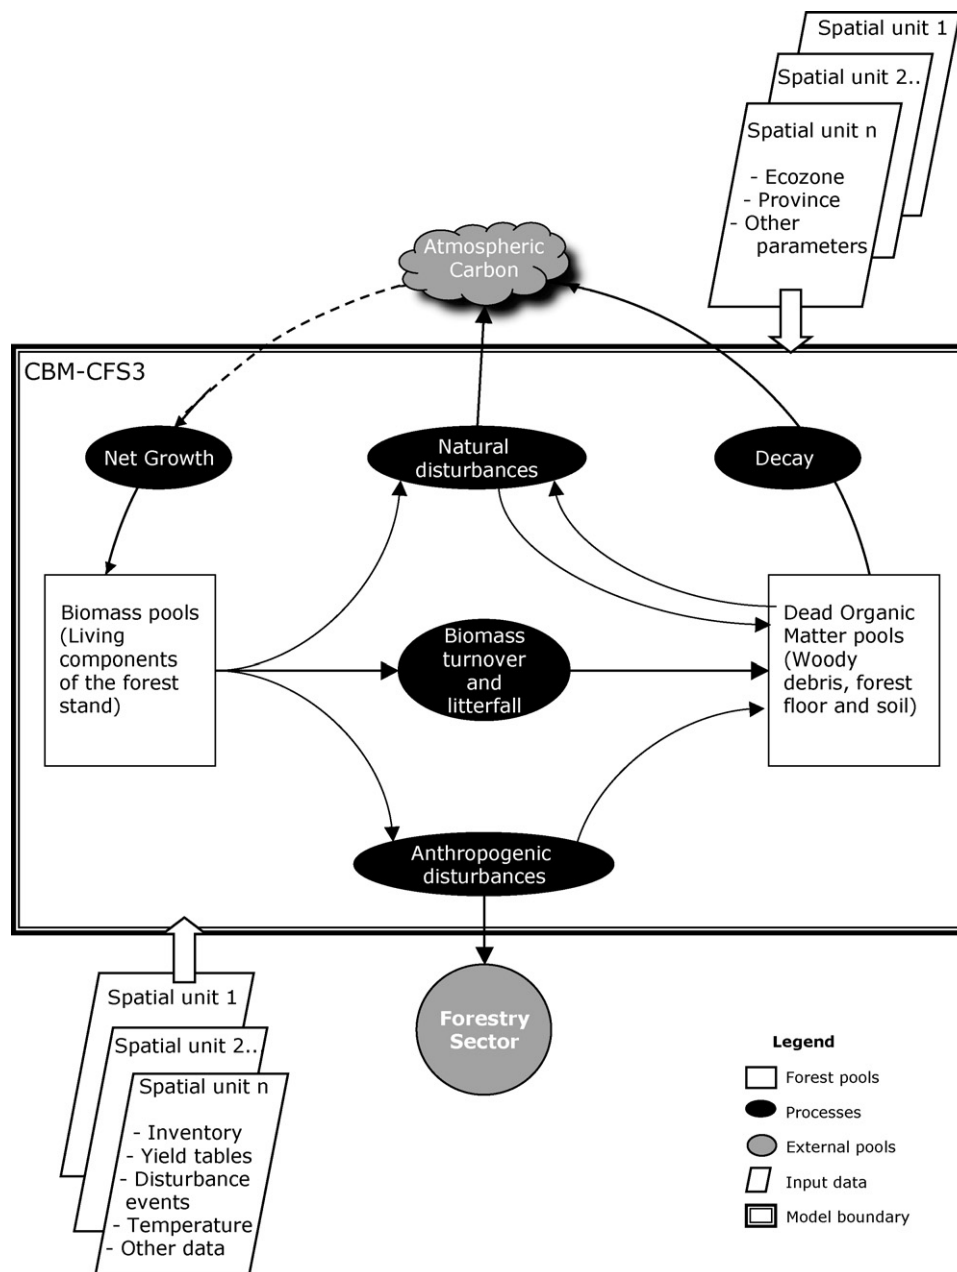 Spatial unit 1
Spatial unit 2..
Spatial unit n
- Ecozone
- Province
- Other
parameters
Atmospheric
Carbon
CBM-CFS3
Net Growth
Natural
disturbances
Decay
Biomass pools
(Living
components
of the forest
stand)
Biomass
turnover
and
litterfall
Dead Organic
Matter pools
(Woody
debris, forest
floor and soil)
Anthropogenic
disturbances
Spatial unit 1
Spatial unit 2..
Spatial unit n
- Inventory
- Yield tables
- Disturbance
events
- Temperature
- Other data
Forestry
Sector
Legend
Forest pools
Processes
External pools
Input data
Model boundary